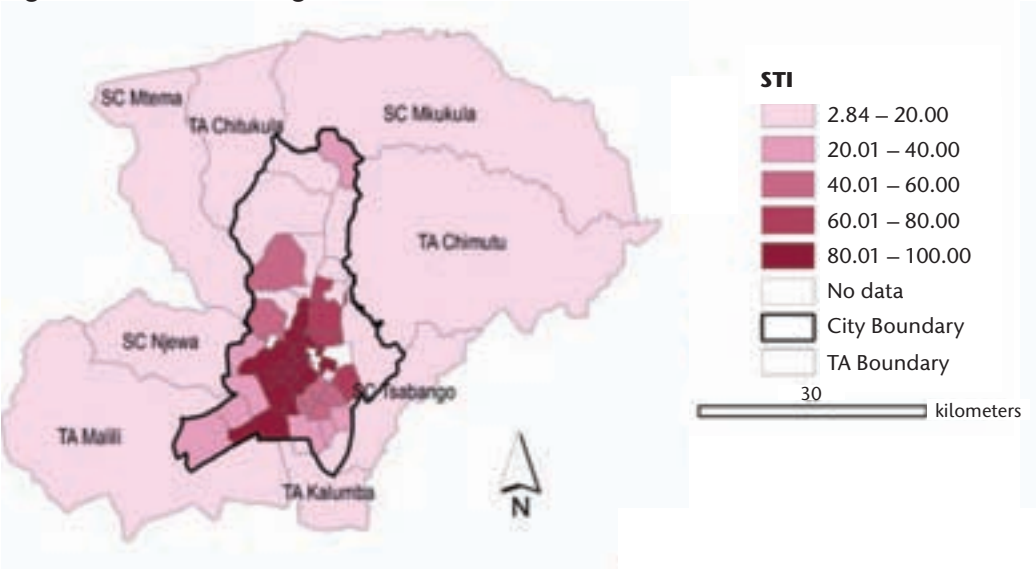 SC Mtema
TA Chitukula
SC Mkukula
TA Chimutu
SC Njewa
SC Tsabango
TA Malili
TA Kalumba
N
STI
2.84 – 20.00
20.01 – 40.00
40.01 – 60.00
60.01 – 80.00
80.01 – 100.00
No data
City Boundary
TA Boundary
30
kilometers